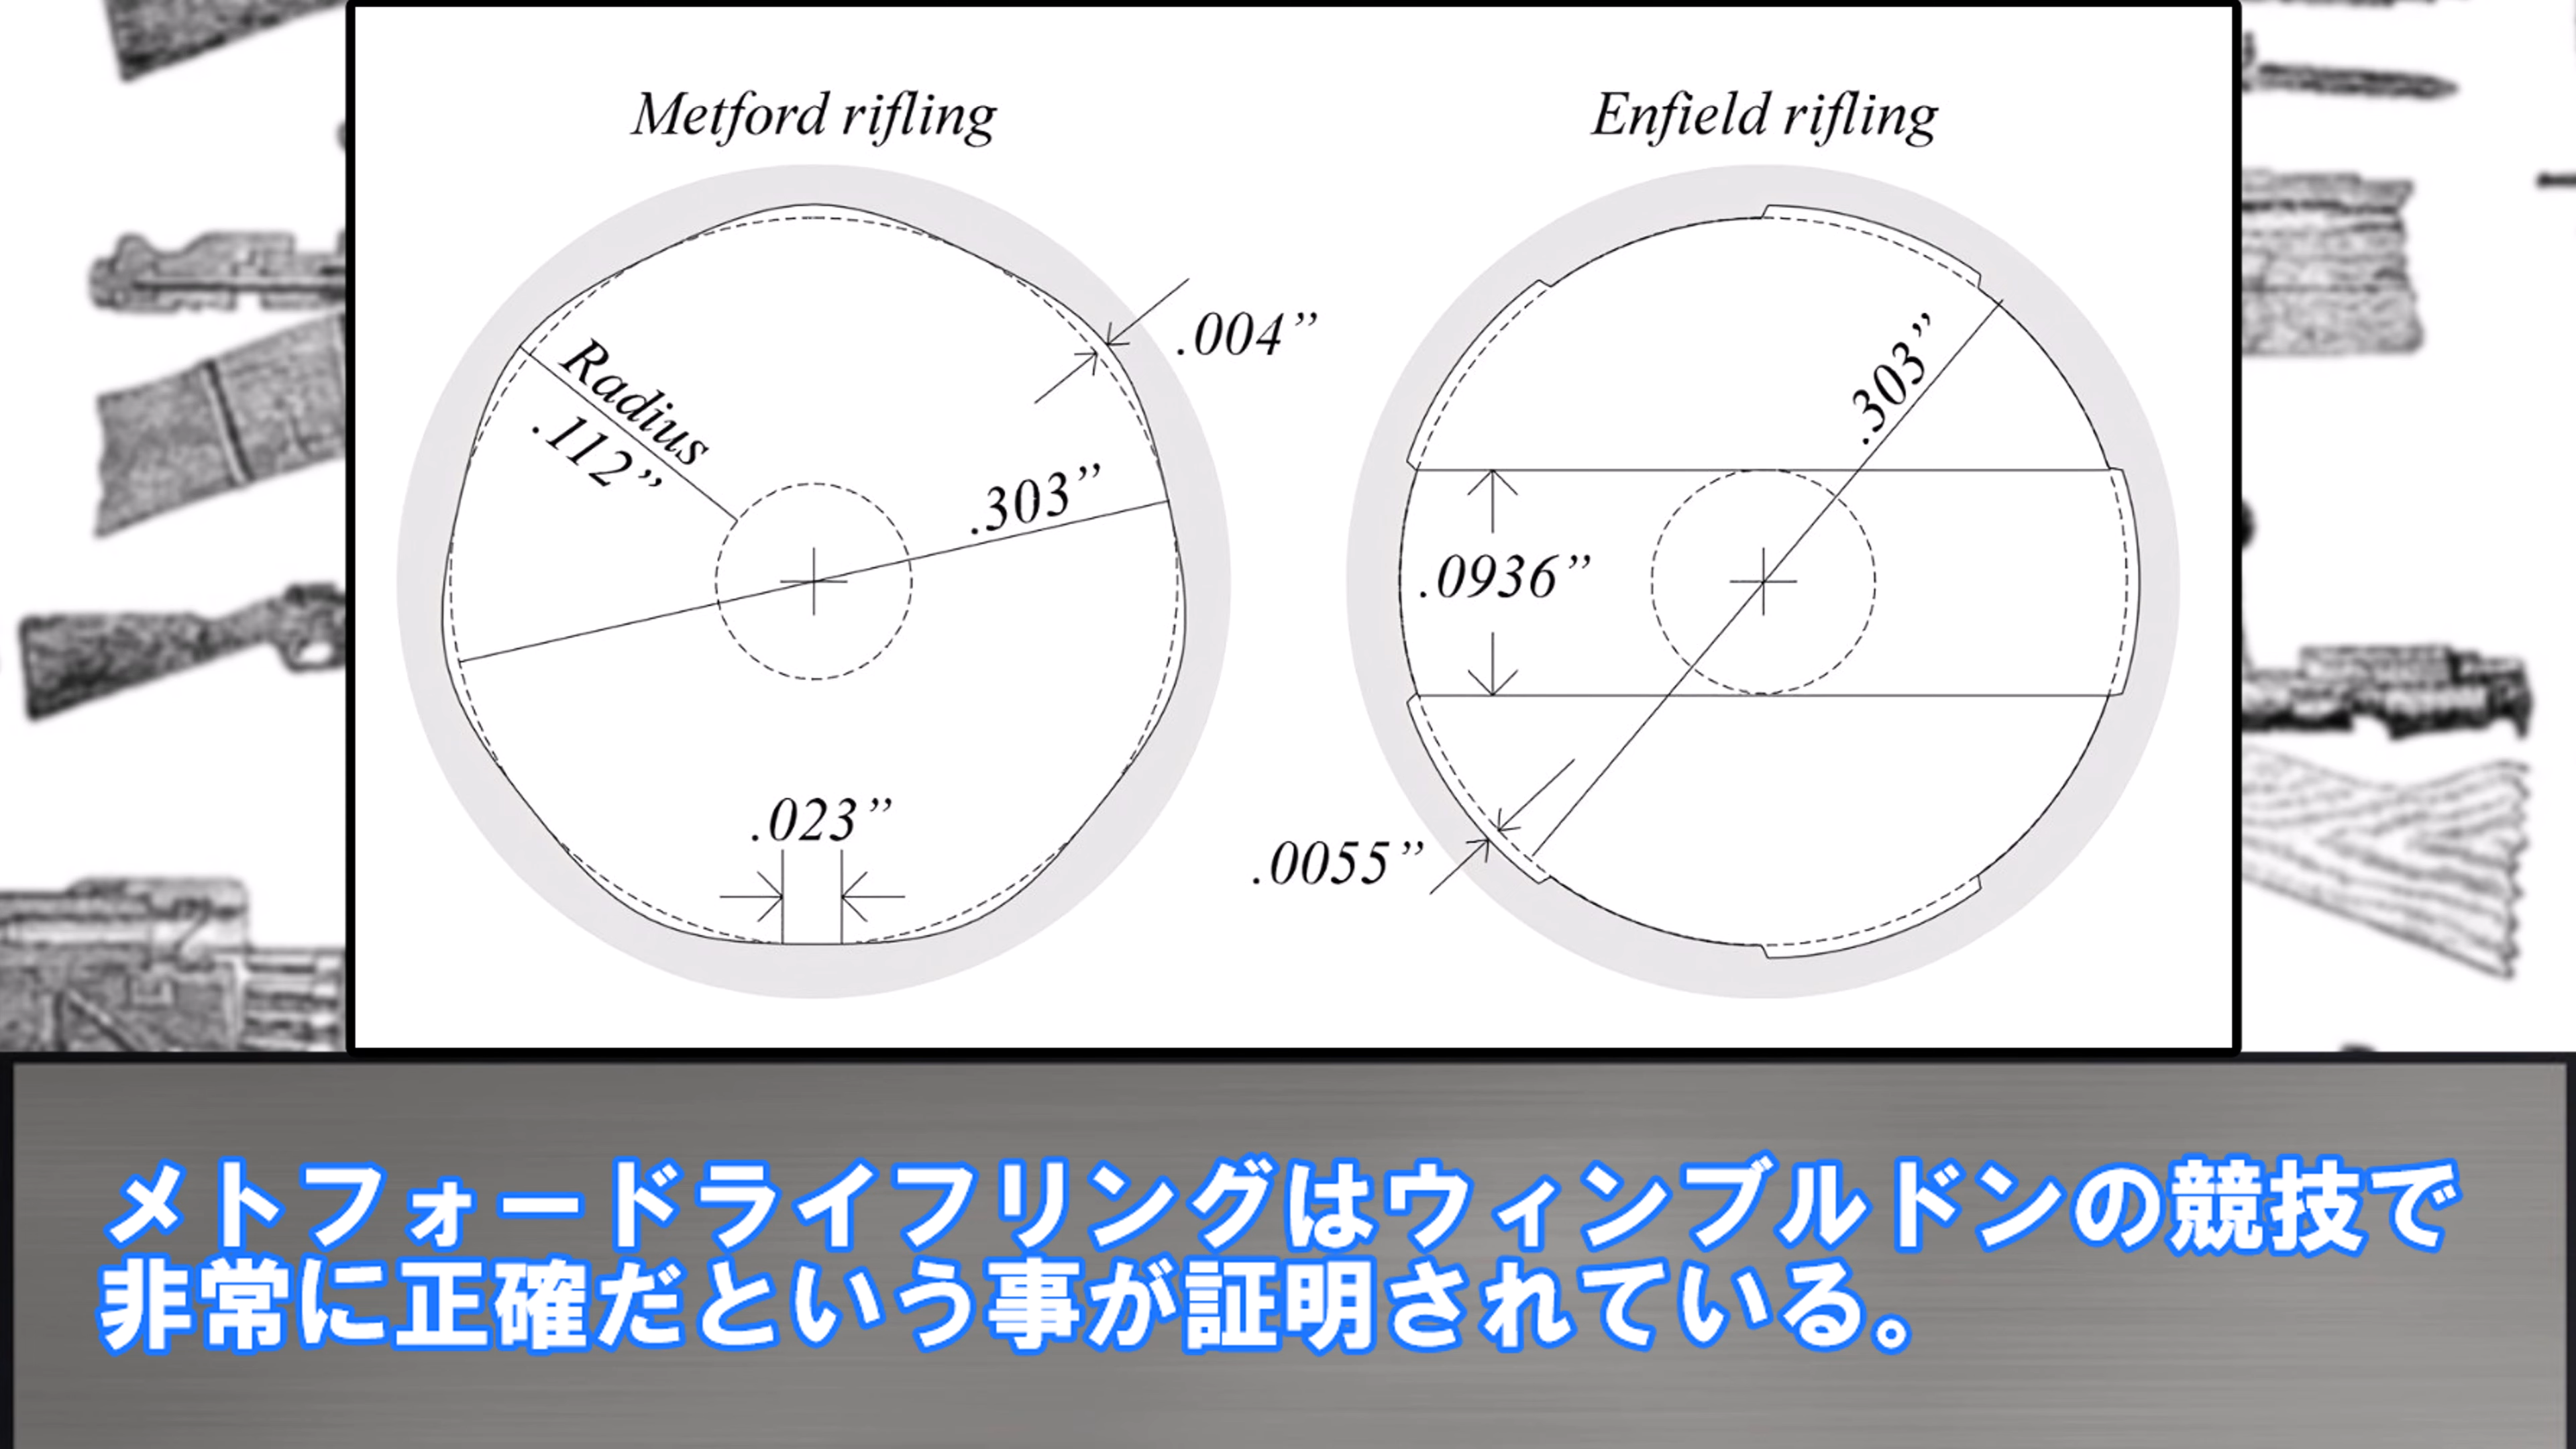 Metford rifling
Enfield rifling
.004”
Radius
.112”
.303”
.023”
.303”
.0936”
.0055”
メトフォードライフリングはウィンブルドンの競技で
非常に正確だという事が証明されている。